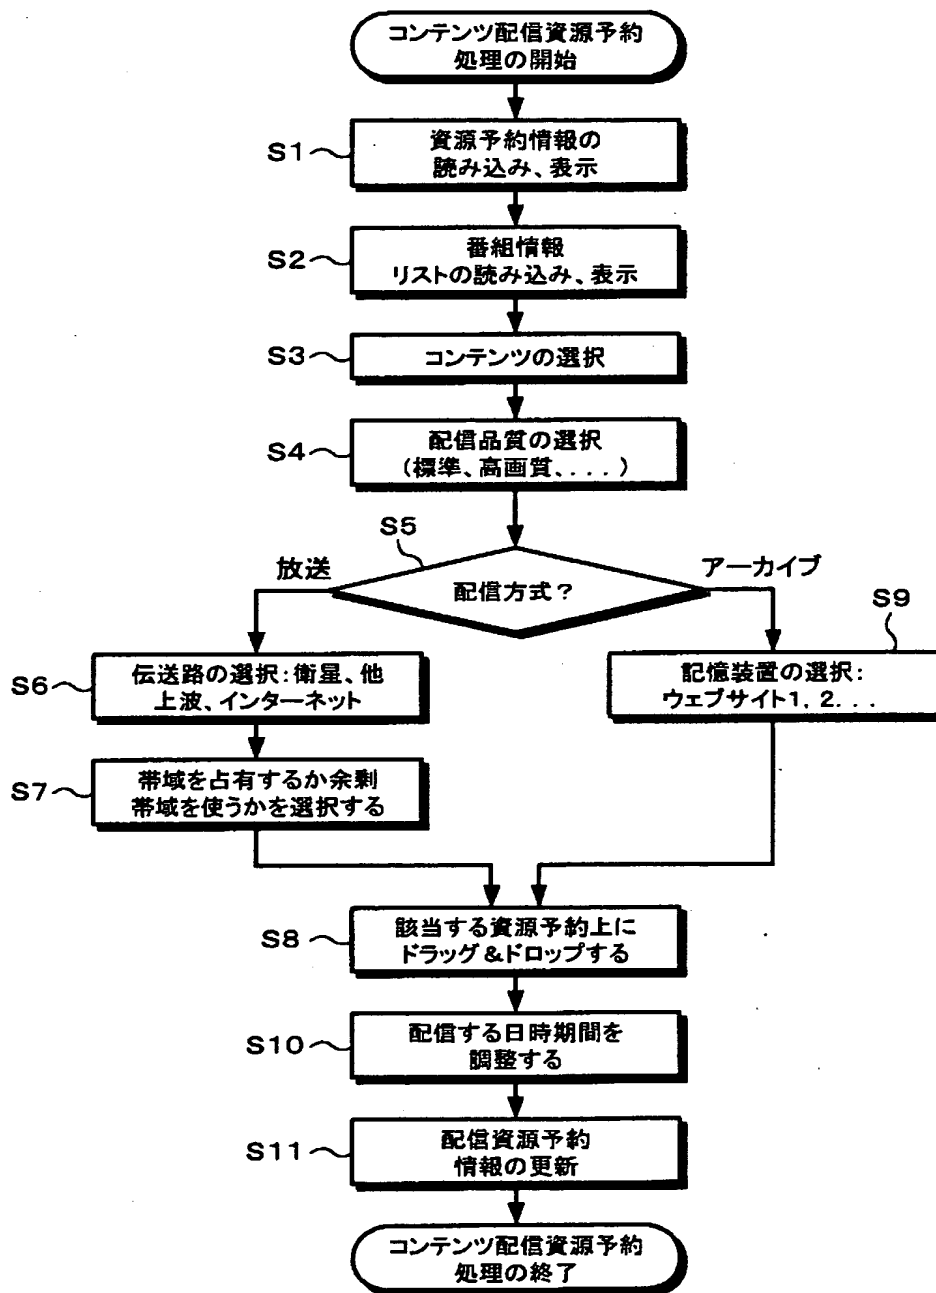 コンテンツ配信資源予約
処理の開始
S1
資源予約情報の
読み込み、表示
S2
番組情報
リストの読み込み、表示
S3
コンテンツの選択
S4
配信品質の選択
(標準、高画質、....)
S5
放送
配信方式?
アーカイブ
S6
伝送路の選択:衛星、他
上波、インターネット
S9
記憶装置の選択:
ウェブサイト1, 2...
S7
帯域を占有するか余剰
帯域を使うかを選択する
S8
該当する資源予約上に
ドラッグ&ドロップする
S10
配信する日時期間を
調整する
S11
配信資源予約
情報の更新
コンテンツ配信資源予約
処理の終了